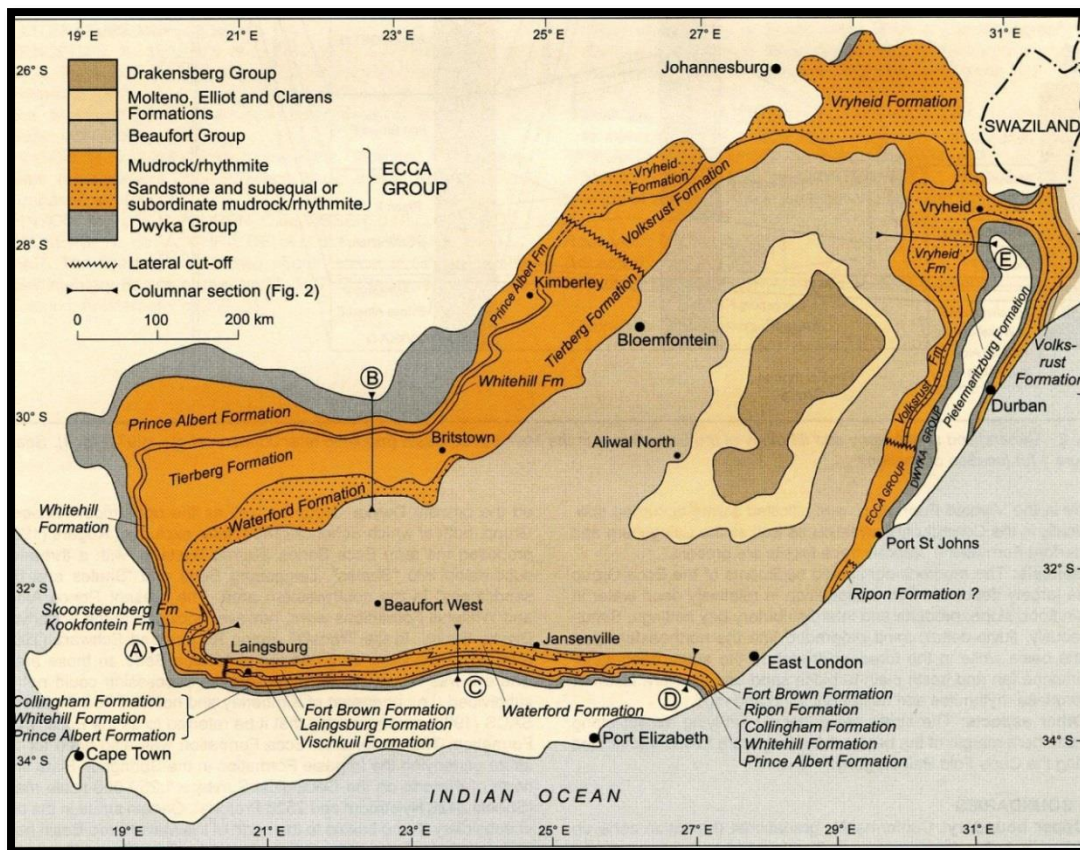 19° E
21° E
25° E
27° E
29° E
31° E
26° S
28° S
30° S
32° S
34° S
Drakensberg Group
Molteno, Elliot and Clarens
Formations
Beaufort Group
Mudrock/rhythmite
Sandstone and subequal or
subordinate mudrock/rhythmite
ECCA
GROUP
Dwyka Group
Lateral cut-off
Columnar section (Fig. 2)
0 100 200 km
Johannesburg
Vryheid Formation
SWAZILAND
Vryheid
Formation
Volksrust Formation
Vryheid
Vryheid
Fm
E
Prince Albert Fm
Kimberley
Tierberg Formation
Bloemfontein
Whitehill Fm
Pietermaritzburg Formation
Volks-
rust
Formation
Volksrust Fm
Durban
DWYKA GROUP
ECCA GROUP
B
Prince Albert Formation
Britstown
Aliwal North
Tierberg Formation
Waterford Formation
Whitehill
Formation
Port St Johns
32° S
Ripon Formation ?
Skoorsteenberg Fm
Kookfontein Fm
A
Beaufort West
Laingsburg
Jansenville
East London
C
D
Collingham Formation
Whitehill Formation
Prince Albert Formation
Fort Brown Formation
Laingsburg Formation
Vischkuil Formation
Waterford Formation
Fort Brown Formation
Ripon Formation
Collingham Formation
Whitehill Formation
Prince Albert Formation
Port Elizabeth
Cape Town
34° S
INDIAN OCEAN
19° E
21° E
23° E
25° E
27° E
29° E
31° E